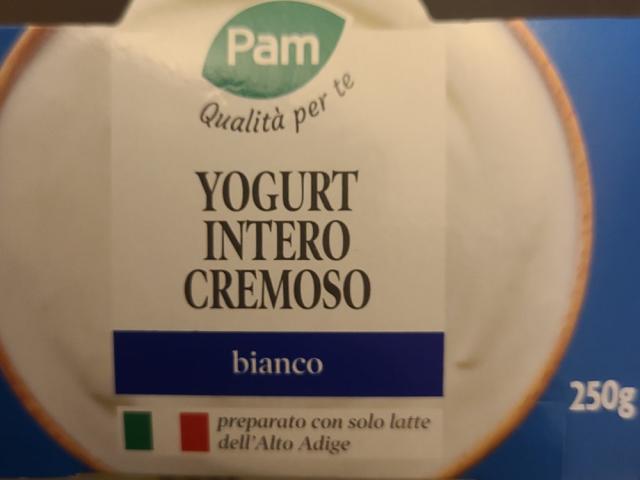 Pam
Qualità per te
YOGURT
INTERO
CREMOSO
bianco
preparato con solo latte
dell'Alto Adige
250g